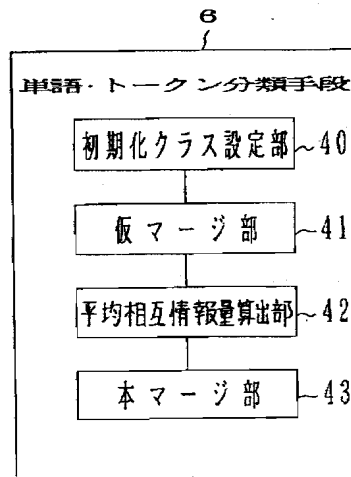 6
単語・トークン分類手段
初期化クラス設定部 ~40
仮マージ部 ~41
平均相互情報量算出部 ~42
本マージ部 ~43